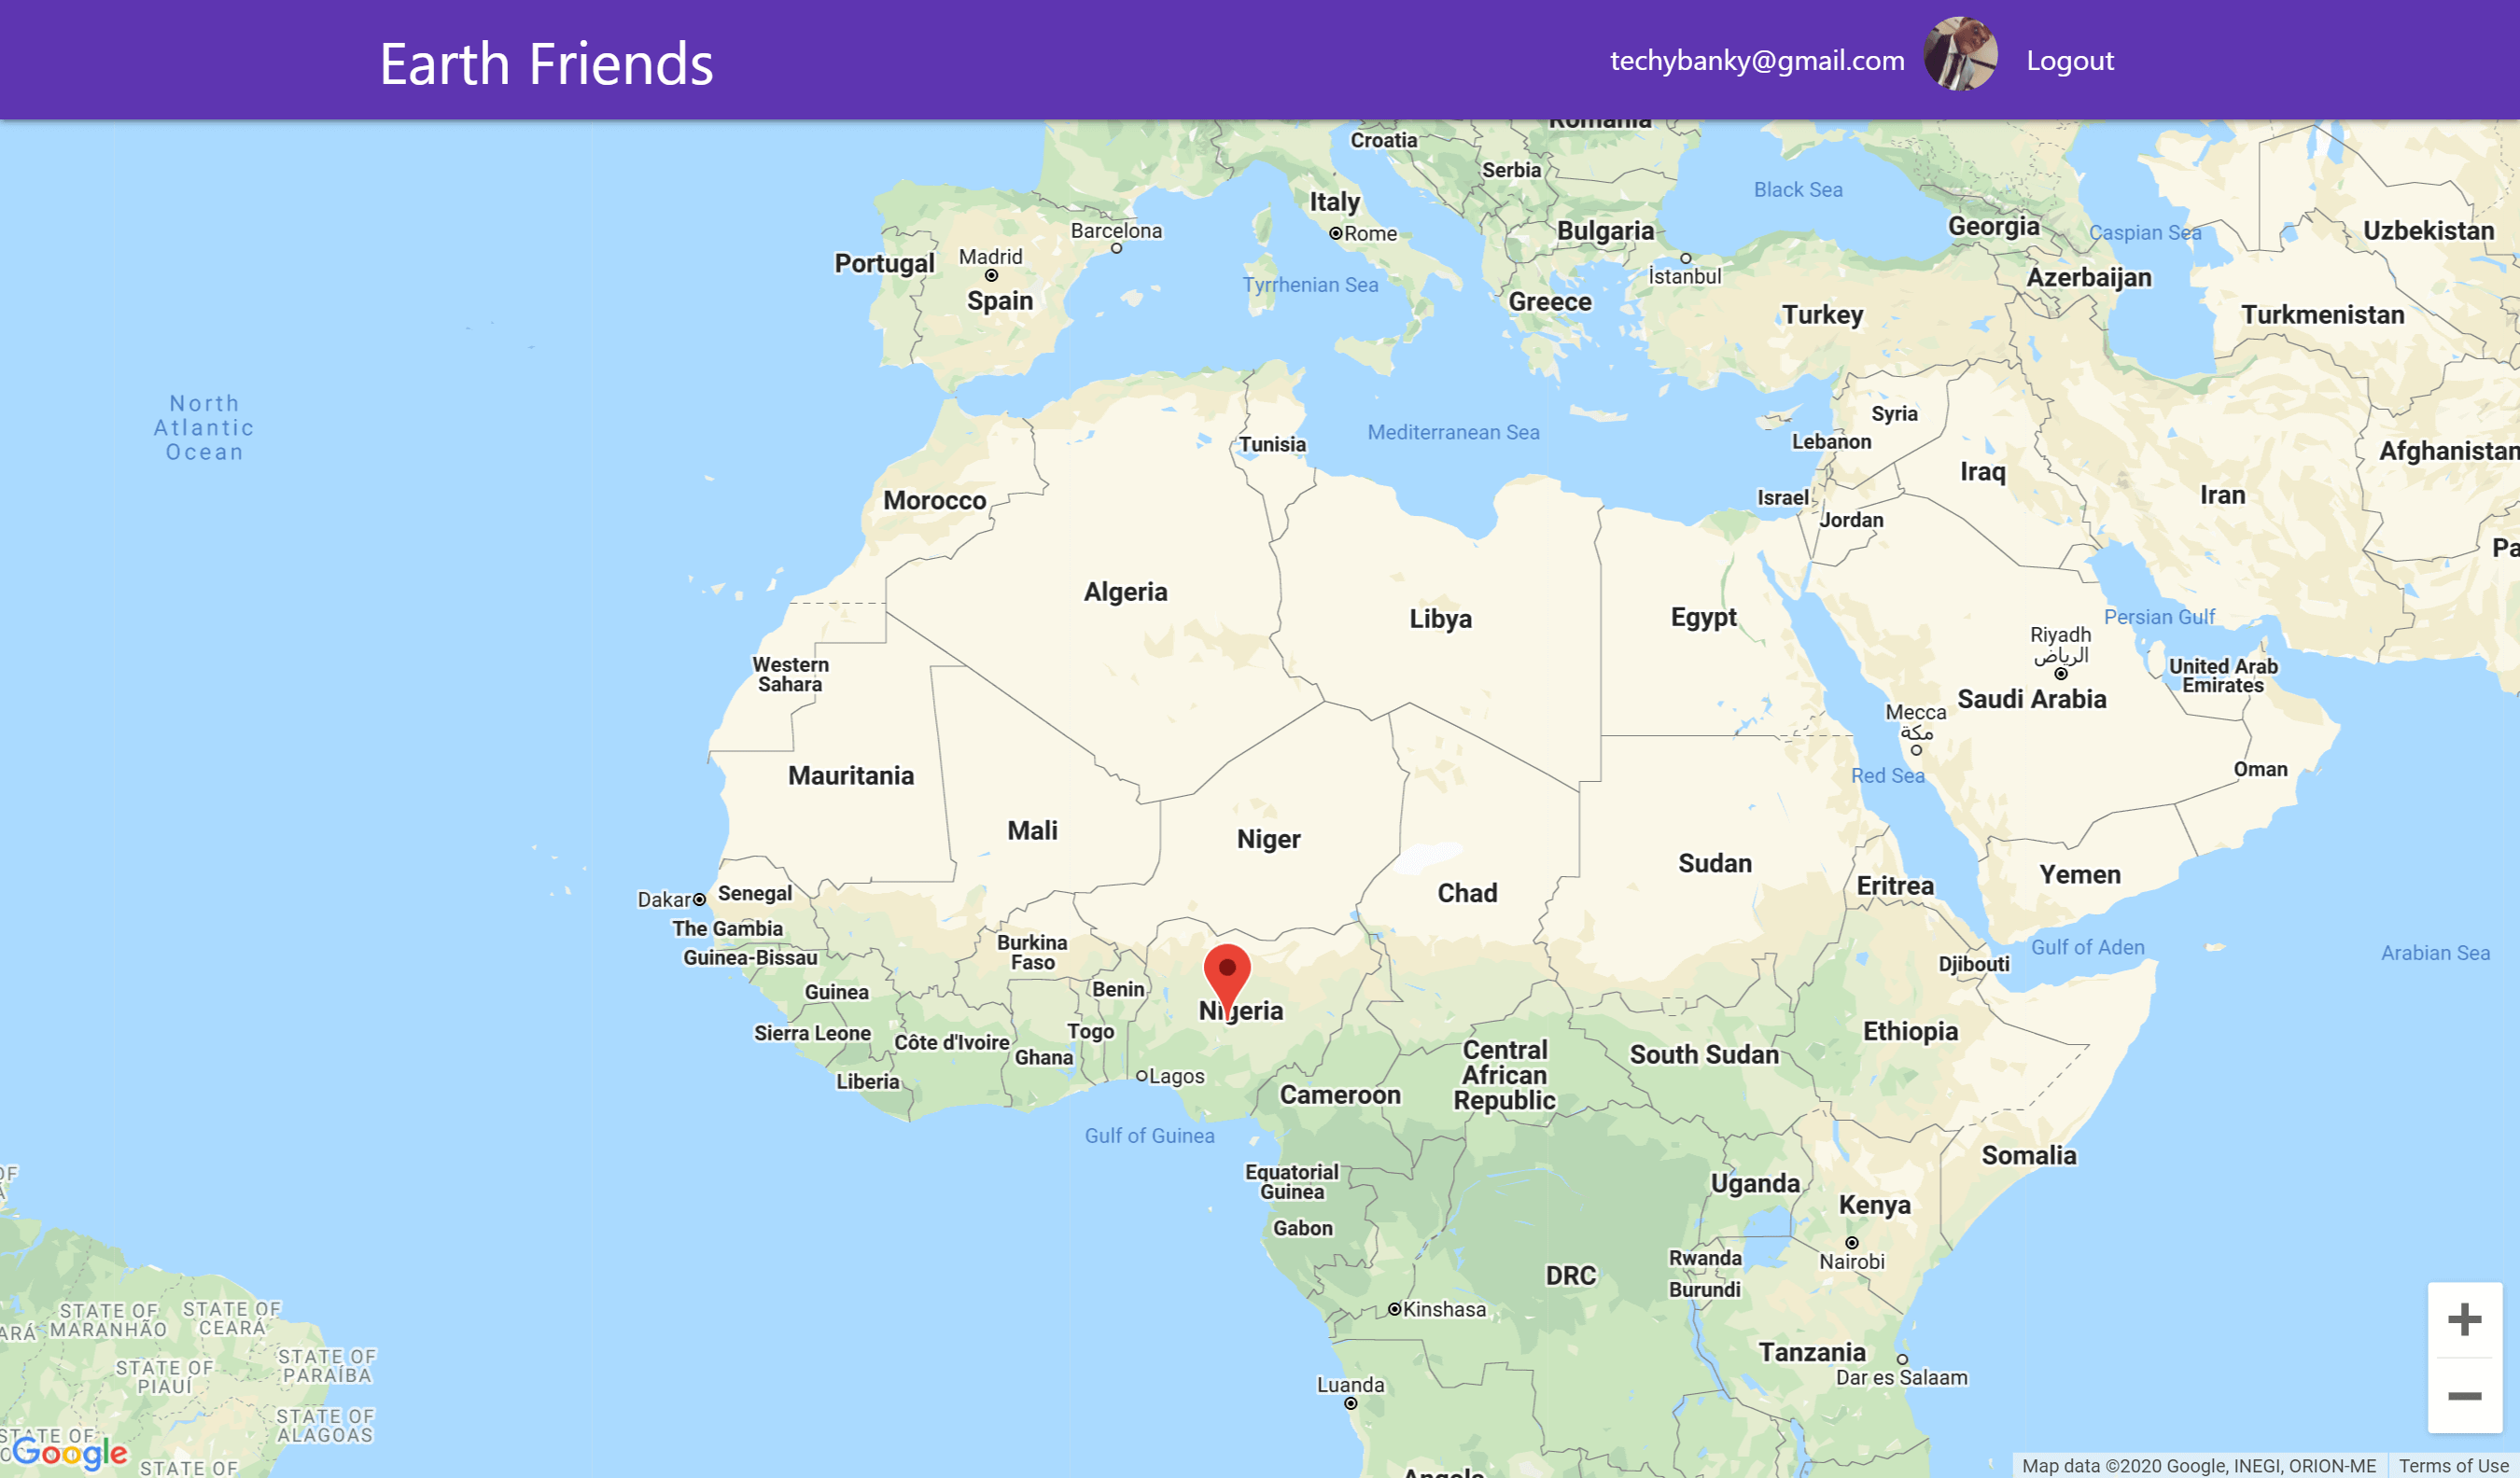 Earth Friends
techybanky@gmail.com
Logout
Romania
Croatia
Serbia
Black Sea
Italy
Rome
Bulgaria
Georgia
Caspian Sea
Uzbekistan
Barcelona
Portugal
Madrid
Spain
Tyrrhenian Sea
İstanbul
Greece
Azerbaijan
Turkey
Turkmenistan
North
Atlantic
Ocean
Tunisia
Mediterranean Sea
Syria
Lebanon
Afghanistan
Iraq
Iran
Morocco
Israel
Jordan
Pa
Algeria
Libya
Egypt
Persian Gulf
Riyadh
الرياض
Western
Sahara
United Arab
Emirates
Saudi Arabia
Mecca
مكة
Mauritania
Red Sea
Oman
Mali
Niger
Sudan
Chad
Eritrea
Yemen
Dakar
Senegal
The Gambia
Guinea-Bissau
Burkina
Faso
Gulf of Aden
Arabian Sea
Djibouti
Guinea
Benin
Nigeria
Sierra Leone
Côte d'Ivoire
Togo
Ghana
Ethiopia
Central
African
Republic
South Sudan
Liberia
Lagos
Cameroon
Gulf of Guinea
Somalia
Equatorial
Guinea
Uganda
Kenya
Gabon
Nairobi
Rwanda
Burundi
DRC
Kinshasa
OF
STATE OF
MARANHÃO
STATE OF
CEARÁ
ARÁ
Tanzania
Dar es Salaam
STATE OF
PIAUÍ
STATE OF
PARAÍBA
Luanda
STATE OF
ALAGOAS
STATE OF
Google
STATE OF
Angola
Map data ©2020 Google, INEGI, ORION-ME
Terms of Use